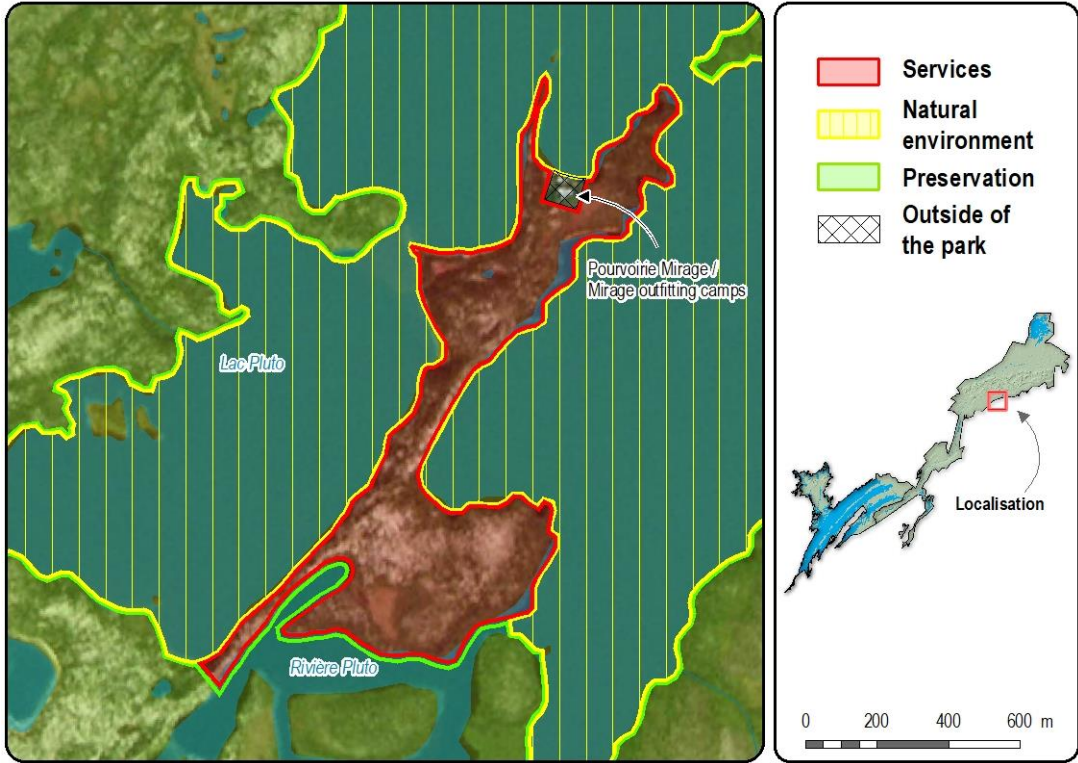 Lac Pluto
Pourvoirie Mirage /
Mirage outfitting camps
Rivière Pluto
Services
Natural
environment
Preservation
Outside of
the park
Localisation
0 200 400 600 m